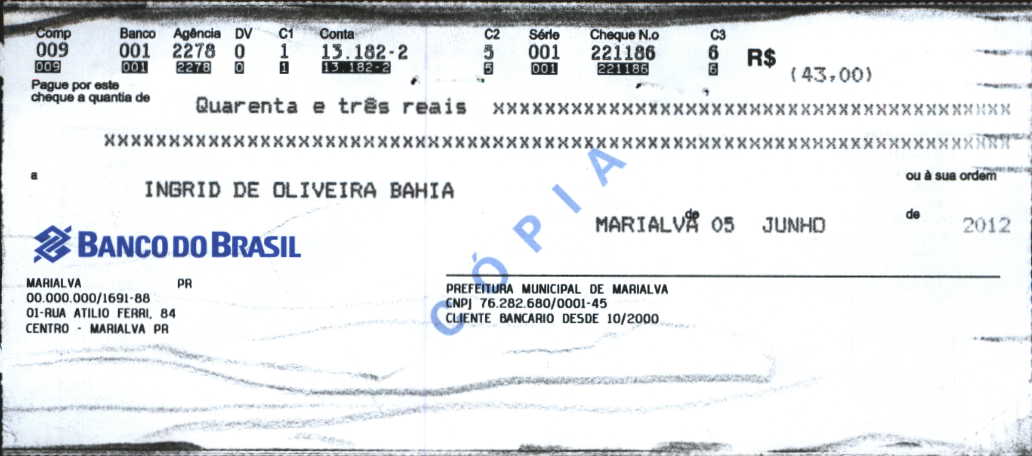 Comp Banco Agência DV C1 Conta C2 Série Cheque N.o C3
009 001 2278 0 1 13.182-2 5 001 221186 6 R$ (43,00)
009 001 2278 0 1 13.182-2 5 001 221186 6
Pague por este
cheque a quantia de Quarenta e três reais xxxxxxxxxxxxxxxxxxxxxxxxxxxxxxxxxxxxxxxx
xxxxxxxxxxxxxxxxxxxxxxxxxxxxxxxxxxxxxxxxxxxxxxxxxxxxxxxxxxxxxxxxxxxxxx
a INGRID DE OLIVEIRA BAHIA ou à sua ordem
MARIALVA de 05 JUNHO de 2012
BANCO DO BRASIL
CÓPIA
MARIALVA PR
00.000.000/1691-88
01-RUA ATILIO FERRI, 84
CENTRO - MARIALVA PR
PREFEITURA MUNICIPAL DE MARIALVA
CNPJ 76.282.680/0001-45
CLIENTE BANCARIO DESDE 10/2000